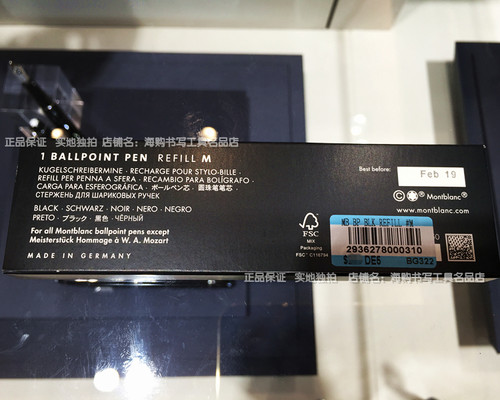 正品保证 实地独拍 店铺名：海购书写工具名品店
1 BALLPOINT PEN REFILL M
KUGELSCHREIBERMINE · RECHARGE POUR STYLO-BILLE ·
REFILL PER PENNA A SFERA · RECAMBIO PARA BOLÍGRAFO ·
CARGA PARA ESFEROGRÁFICA · ボールペン芯 · 圆珠笔笔芯 ·
СТЕРЖЕНЬ ДЛЯ ШАРИКОВЫХ РУЧЕК
BLACK · SCHWARZ · NOIR · NERO · NEGRO
PRETO · ブラック · 黑色 · ЧЁРНЫЙ
For all Montblanc ballpoint pens except
Meisterstück Hommage à W. A. Mozart
MADE IN GERMANY
Best before:
Feb 19
© Montblanc®
www.montblanc.com
FSC
MIX
Packaging
FSC® C116794
MB BP BLK REFILL #M
2936278000310
DE5 BG322
正品保证 实地独拍 店铺名：海购书写工具名品店